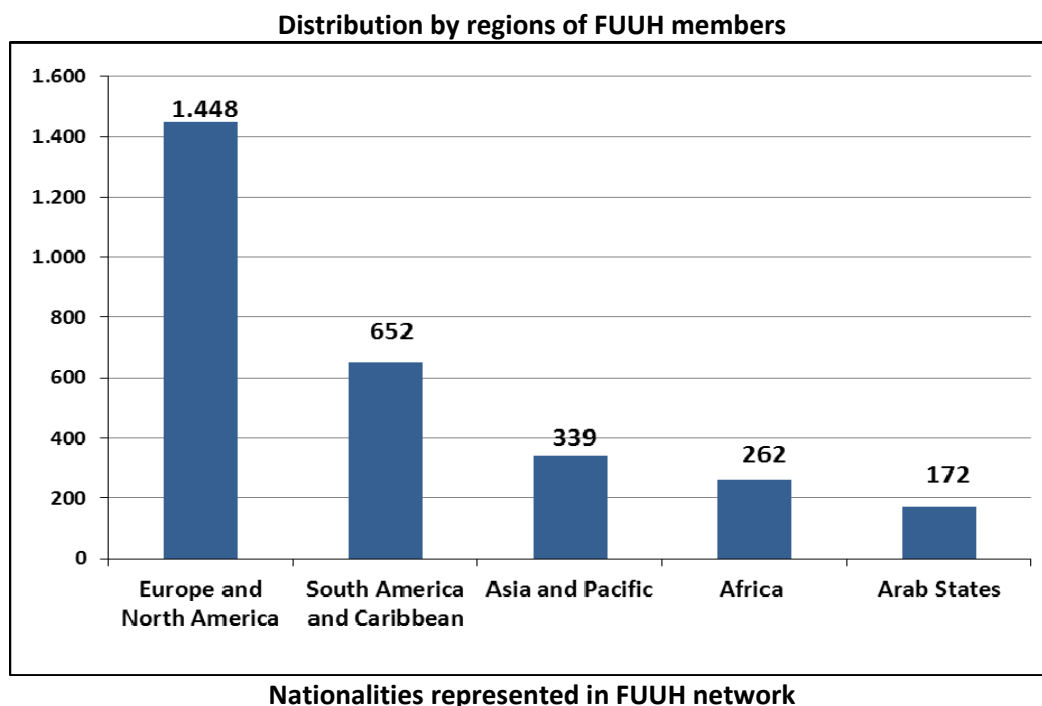 Distribution by regions of FUUH members
1.600
1.400
1.200
1.000
800
600
400
200
0
1.448
652
339
262
172
Europe and
North America
South America
and Caribbean
Asia and Pacific
Africa
Arab States
Nationalities represented in FUUH network